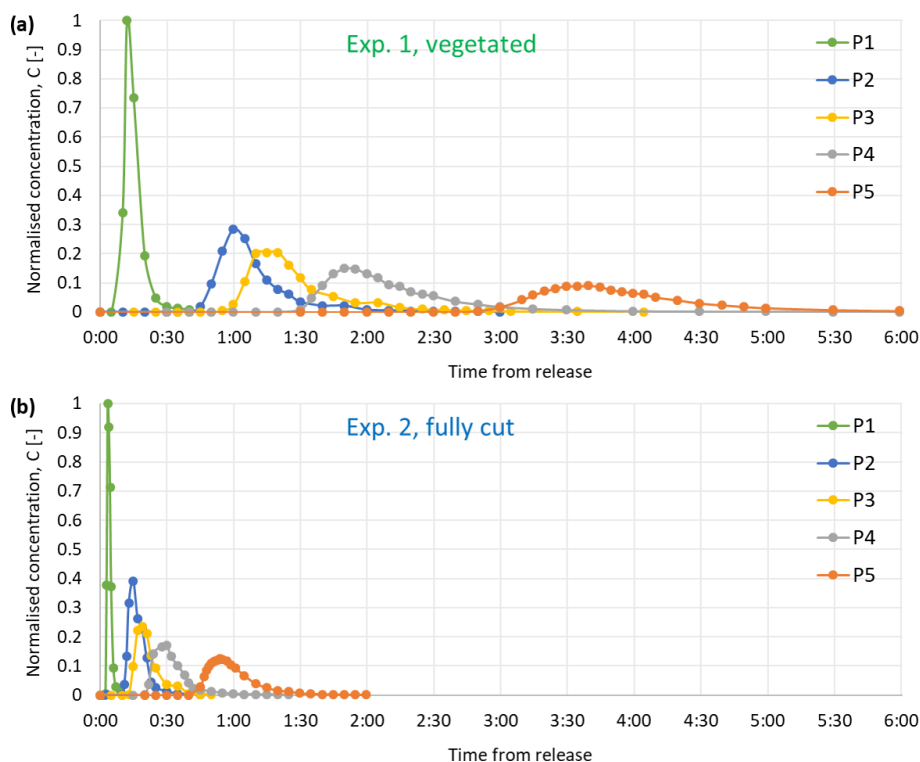 (a)
Exp. 1, vegetated
Normalised concentration, C [-]
1
0.9
0.8
0.7
0.6
0.5
0.4
0.3
0.2
0.1
0
P1
P2
P3
P4
P5
0:00 0:30 1:00 1:30 2:00 2:30 3:00 3:30 4:00 4:30 5:00 5:30 6:00
Time from release
(b)
Exp. 2, fully cut
Normalised concentration, C [-]
1
0.9
0.8
0.7
0.6
0.5
0.4
0.3
0.2
0.1
0
P1
P2
P3
P4
P5
0:00 0:30 1:00 1:30 2:00 2:30 3:00 3:30 4:00 4:30 5:00 5:30 6:00
Time from release